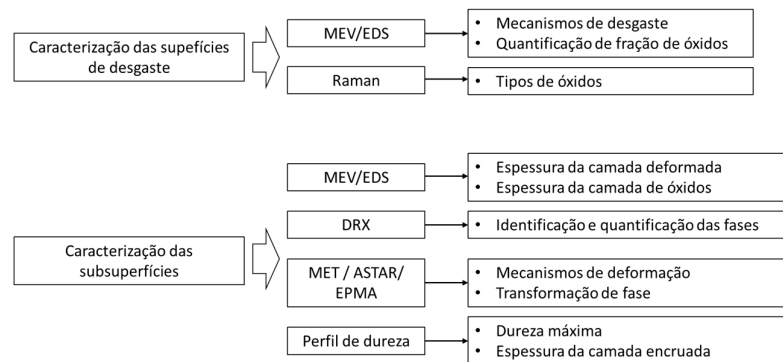 Caracterização das supefícies
de desgaste
MEV/EDS
• Mecanismos de desgaste
• Quantificação de fração de óxidos
Raman
• Tipos de óxidos
Caracterização das
subsuperfícies
MEV/EDS
• Espessura da camada deformada
• Espessura da camada de óxidos
DRX
• Identificação e quantificação das fases
MET / ASTAR/
EPMA
• Mecanismos de deformação
• Transformação de fase
Perfil de dureza
• Dureza máxima
• Espessura da camada encruada